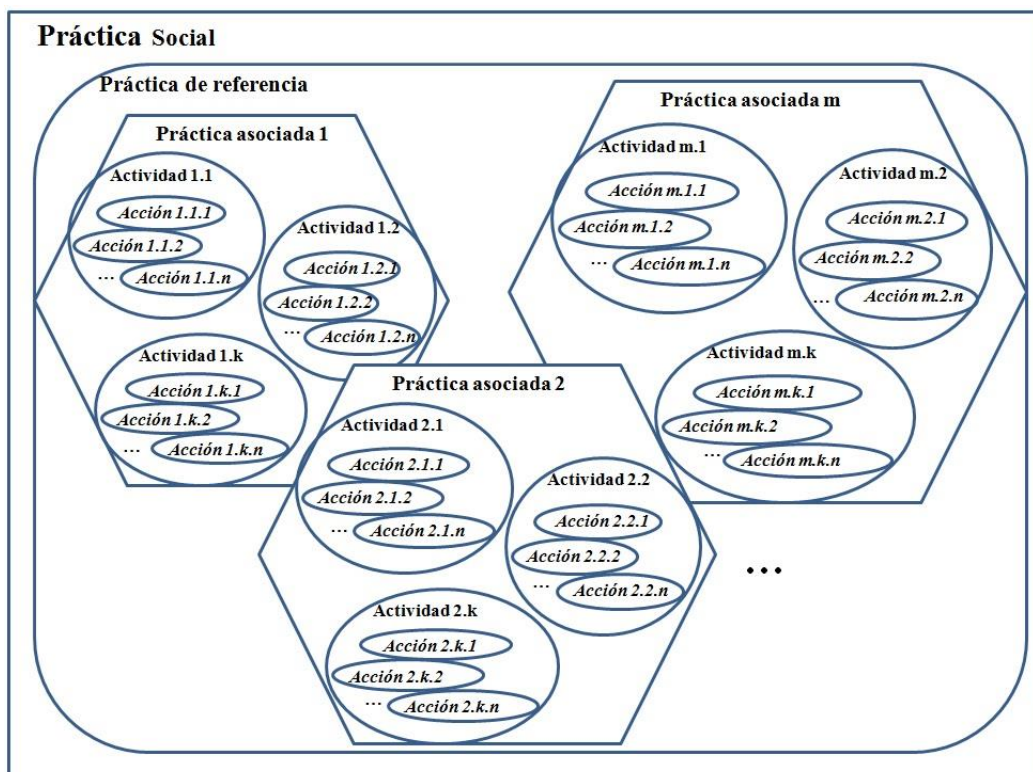 Práctica Social
Práctica de referencia
Práctica asociada 1
Actividad 1.1
Acción 1.1.1
Acción 1.1.2
... Acción 1.1.n
Actividad 1.2
Acción 1.2.1
Acción 1.2.2
... Acción 1.2.n
Actividad 1.k
Acción 1.k.1
Acción 1.k.2
... Acción 1.k.n
Práctica asociada 2
Actividad 2.1
Acción 2.1.1
Acción 2.1.2
... Acción 2.1.n
Actividad 2.2
Acción 2.2.1
Acción 2.2.2
... Acción 2.2.n
Actividad 2.k
Acción 2.k.1
Acción 2.k.2
... Acción 2.k.n
...
Práctica asociada m
Actividad m.1
Acción m.1.1
Acción m.1.2
... Acción m.1.n
Actividad m.2
Acción m.2.1
Acción m.2.2
... Acción m.2.n
Actividad m.k
Acción m.k.1
Acción m.k.2
... Acción m.k.n